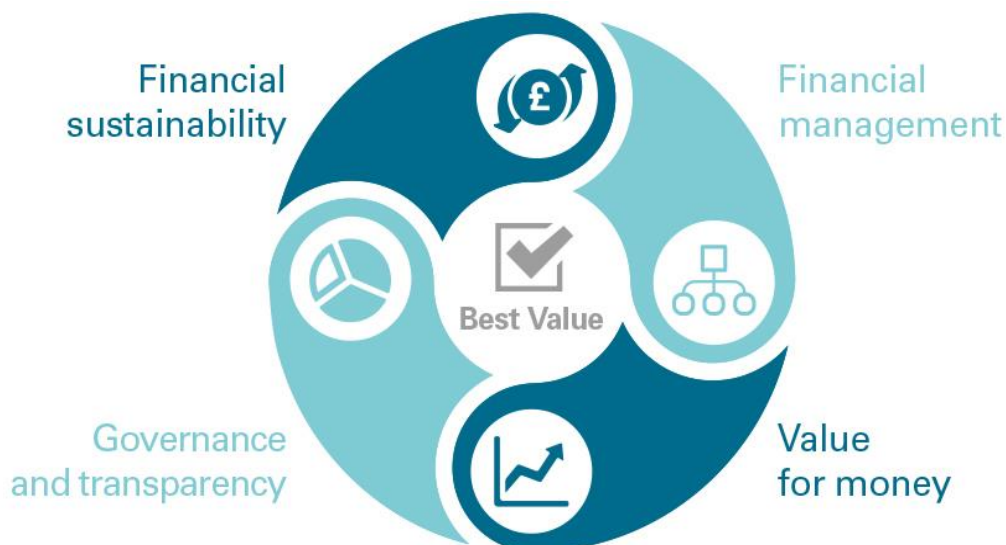 Financial
sustainability
Financial
management
£
Best Value
Governance
and transparency
Value
for money